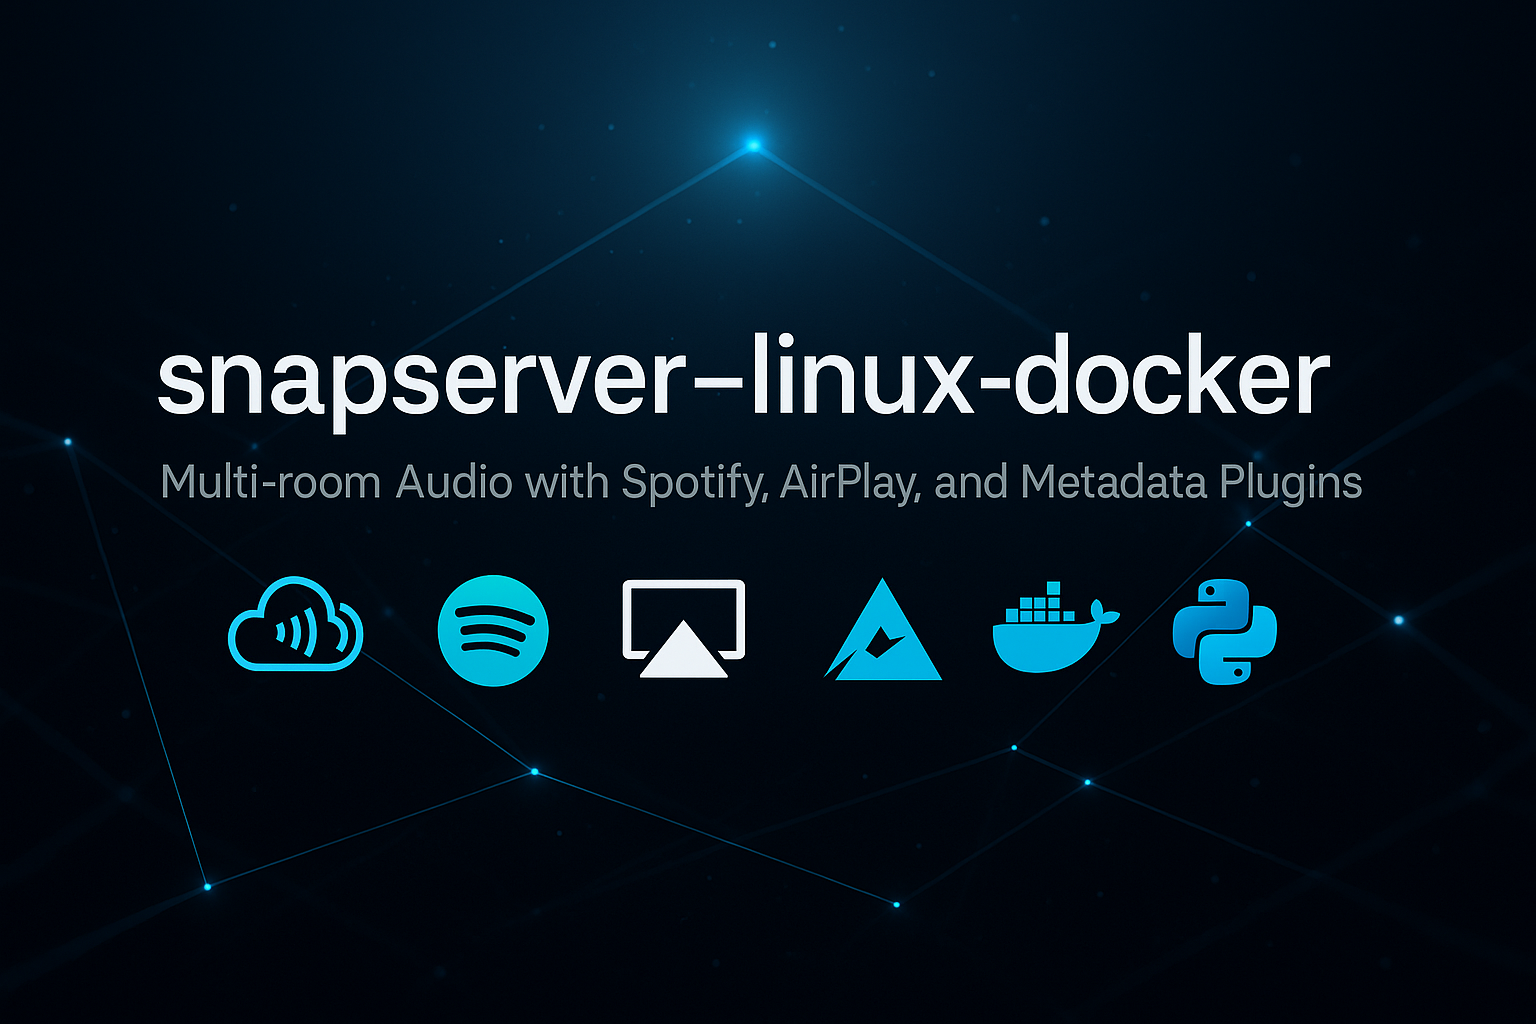 snapserver–linux-docker
Multi-room Audio with Spotify, AirPlay, and Metadata Plugins